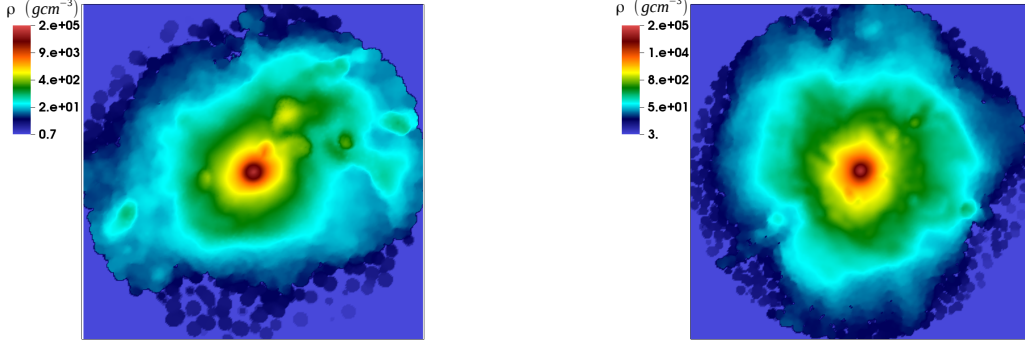 ρ (gcm⁻³)
2.e+05
9.e+03
4.e+02
2.e+01
0.7
ρ (gcm⁻³)
2.e+05
1.e+04
8.e+02
5.e+01
3.